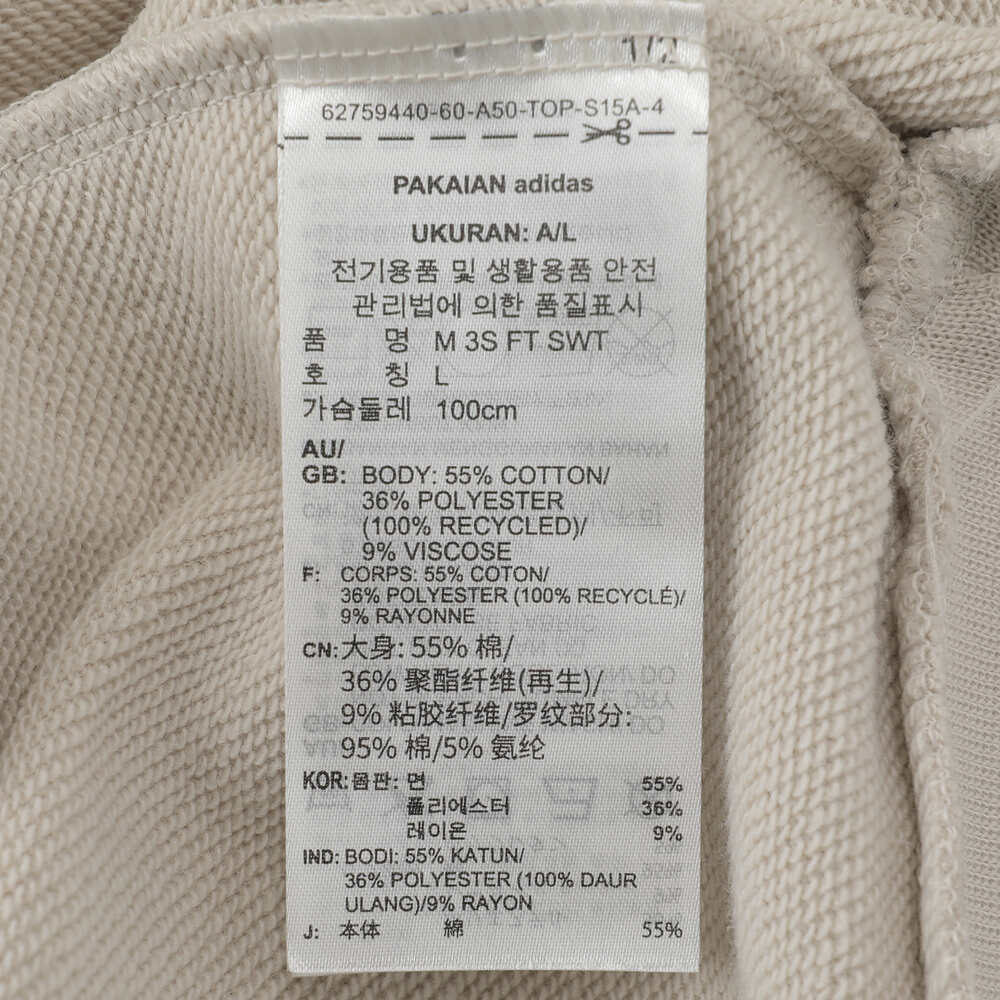 1/2
62759440-60-A50-TOP-S15A-4
PAKAIAN adidas
UKURAN: A/L
전기용품 및 생활용품 안전
관리법에 의한 품질표시
품 명 M 3S FT SWT
호 칭 L
가슴둘레 100cm
AU/
GB: BODY: 55% COTTON/
36% POLYESTER
(100% RECYCLED)/
9% VISCOSE
F: CORPS: 55% COTON/
36% POLYESTER (100% RECYCLÉ)/
9% RAYONNE
CN: 大身: 55% 棉/
36% 聚酯纤维(再生)/
9% 粘胶纤维/罗纹部分:
95% 棉/5% 氨纶
KOR: 몸판: 면 55%
폴리에스터 36%
레이온 9%
IND: BODI: 55% KATUN/
36% POLYESTER (100% DAUR
ULANG)/9% RAYON
J: 本体 綿 55%